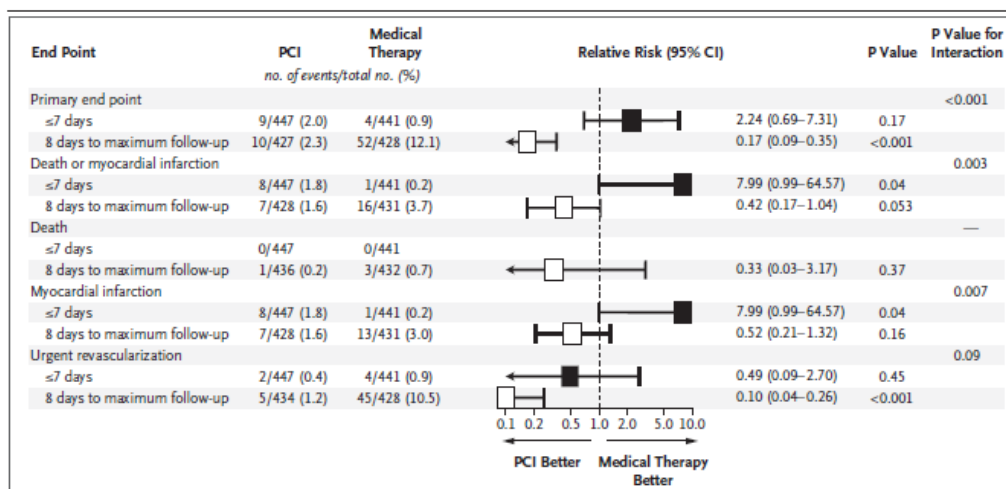 End Point PCI Medical Therapy Relative Risk (95% CI) P Value P Value for Interaction
no. of events/total no. (%)
Primary end point <0.001
≤7 days 9/447 (2.0) 4/441 (0.9) 2.24 (0.69–7.31) 0.17
8 days to maximum follow-up 10/427 (2.3) 52/428 (12.1) 0.17 (0.09–0.35) <0.001
Death or myocardial infarction 0.003
≤7 days 8/447 (1.8) 1/441 (0.2) 7.99 (0.99–64.57) 0.04
8 days to maximum follow-up 7/428 (1.6) 16/431 (3.7) 0.42 (0.17–1.04) 0.053
Death —
≤7 days 0/447 0/441
8 days to maximum follow-up 1/436 (0.2) 3/432 (0.7) 0.33 (0.03–3.17) 0.37
Myocardial infarction 0.007
≤7 days 8/447 (1.8) 1/441 (0.2) 7.99 (0.99–64.57) 0.04
8 days to maximum follow-up 7/428 (1.6) 13/431 (3.0) 0.52 (0.21–1.32) 0.16
Urgent revascularization 0.09
≤7 days 2/447 (0.4) 4/441 (0.9) 0.49 (0.09–2.70) 0.45
8 days to maximum follow-up 5/434 (1.2) 45/428 (10.5) 0.10 (0.04–0.26) <0.001
0.1 0.2 0.5 1.0 2.0 5.0 10.0
PCI Better Medical Therapy Better